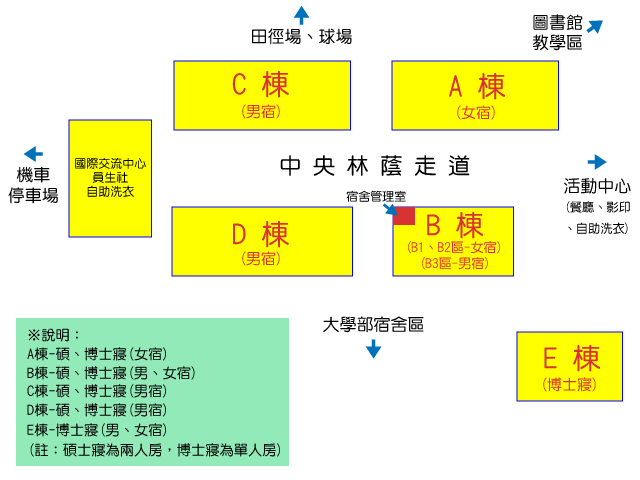 田徑場、球場
圖書館
教學區
C 棟
(男宿)
A 棟
(女宿)
國際交流中心
員生社
自助洗衣
機車
停車場
中央林蔭走道
活動中心
(餐廳、影印
、自助洗衣)
宿舍管理室
D 棟
(男宿)
B 棟
(B1、B2區-女宿)
(B3區-男宿)
大學部宿舍區
E 棟
(博士寢)
※說明：
A棟-碩、博士寢(女宿)
B棟-碩、博士寢(男、女宿)
C棟-碩、博士寢(男宿)
D棟-碩、博士寢(男宿)
E棟-博士寢(男、女宿)
(註：碩士寢為兩人房，博士寢為單人房)